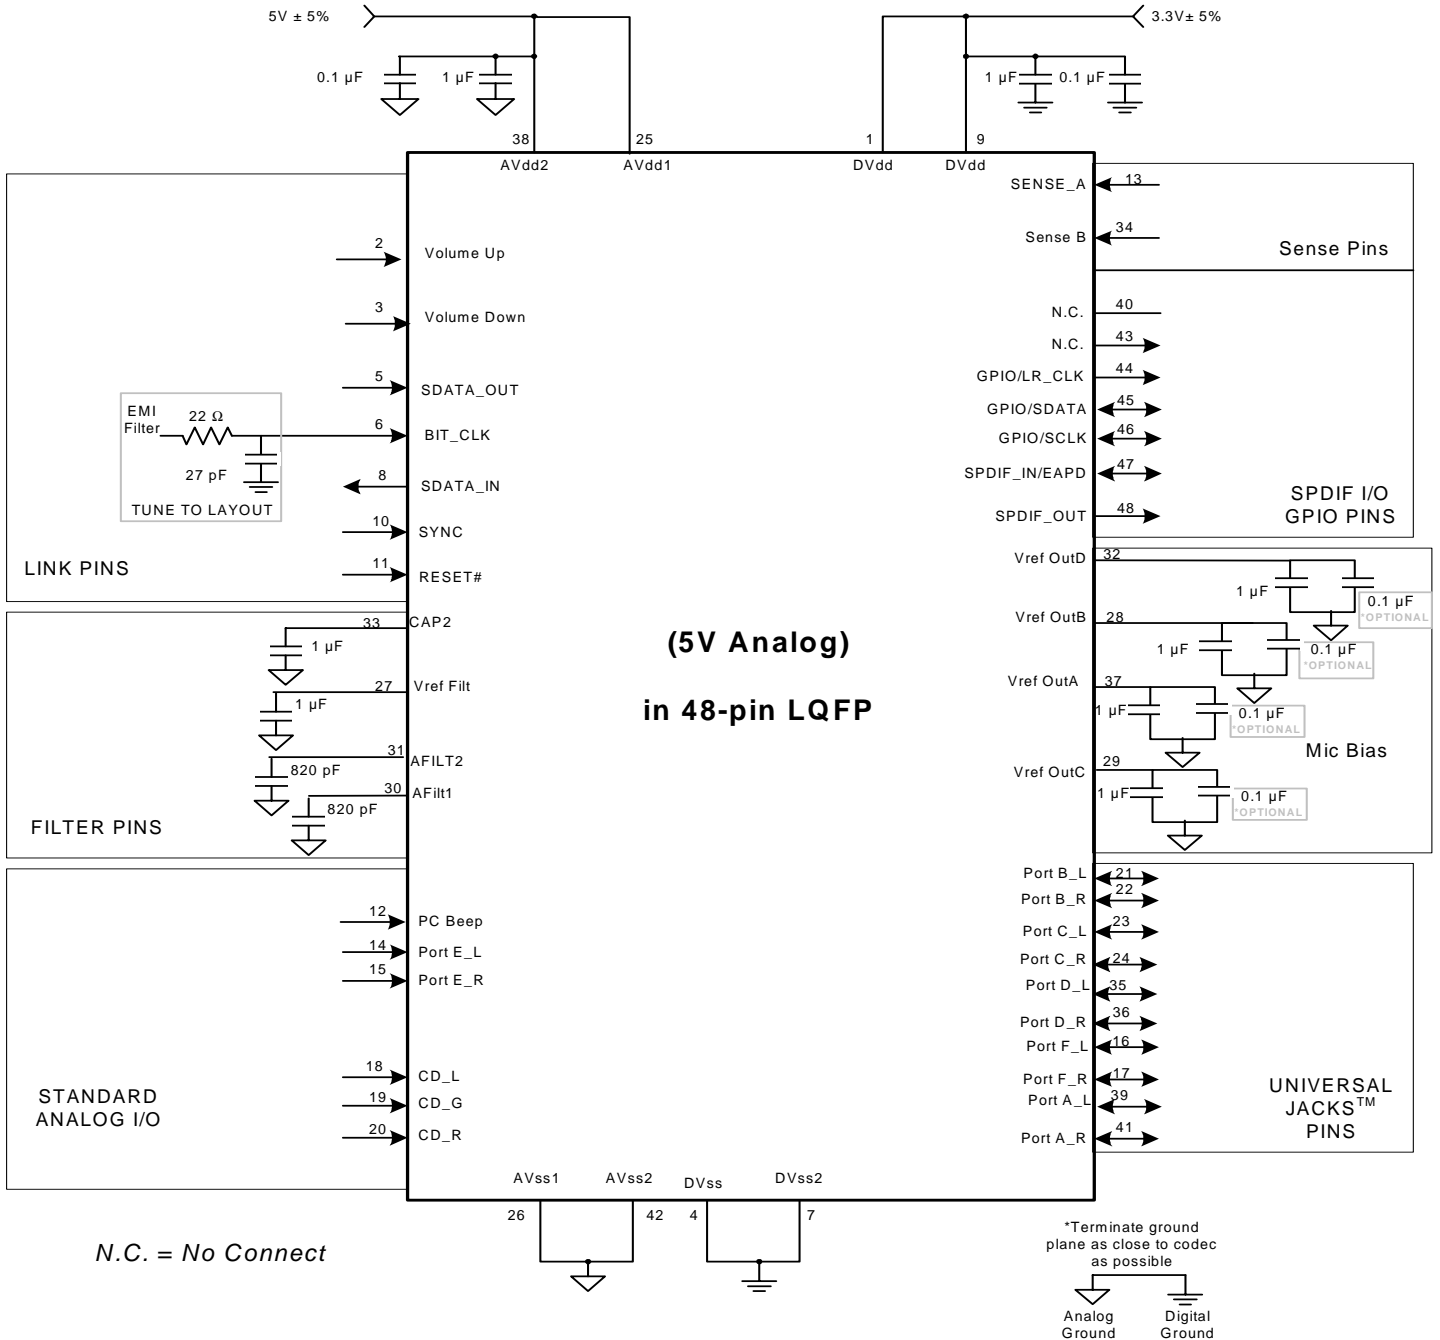 5V ± 5%
3.3V± 5%
0.1 µF
1 µF
1 µF
0.1 µF
38
25
1
9
AVdd2
AVdd1
DVdd
DVdd
2
Volume Up
3
Volume Down
5
SDATA_OUT
EMI
Filter
22 Ω
27 pF
TUNE TO LAYOUT
6
BIT_CLK
8
SDATA_IN
10
SYNC
11
RESET#
LINK PINS
33
CAP2
1 µF
27
Vref Filt
1 µF
31
AFILT2
820 pF
30
AFilt1
820 pF
FILTER PINS
12
PC Beep
14
Port E_L
15
Port E_R
18
CD_L
19
CD_G
20
CD_R
STANDARD
ANALOG I/O
(5V Analog)
in 48-pin LQFP
SENSE_A
13
Sense B
34
Sense Pins
N.C.
40
N.C.
43
GPIO/LR_CLK
44
GPIO/SDATA
45
GPIO/SCLK
46
SPDIF_IN/EAPD
47
SPDIF_OUT
48
SPDIF I/O
GPIO PINS
Vref OutD
32
1 µF
0.1 µF
*OPTIONAL
Vref OutB
28
1 µF
0.1 µF
*OPTIONAL
Vref OutA
37
1 µF
0.1 µF
*OPTIONAL
Mic Bias
Vref OutC
29
1 µF
0.1 µF
*OPTIONAL
Port B_L
21
Port B_R
22
Port C_L
23
Port C_R
24
Port D_L
35
Port D_R
36
Port F_L
16
Port F_R
17
Port A_L
39
Port A_R
41
UNIVERSAL
JACKS™
PINS
AVss1
AVss2
DVss
DVss2
26
42
4
7
N.C. = No Connect
*Terminate ground
plane as close to codec
as possible
Analog
Ground
Digital
Ground